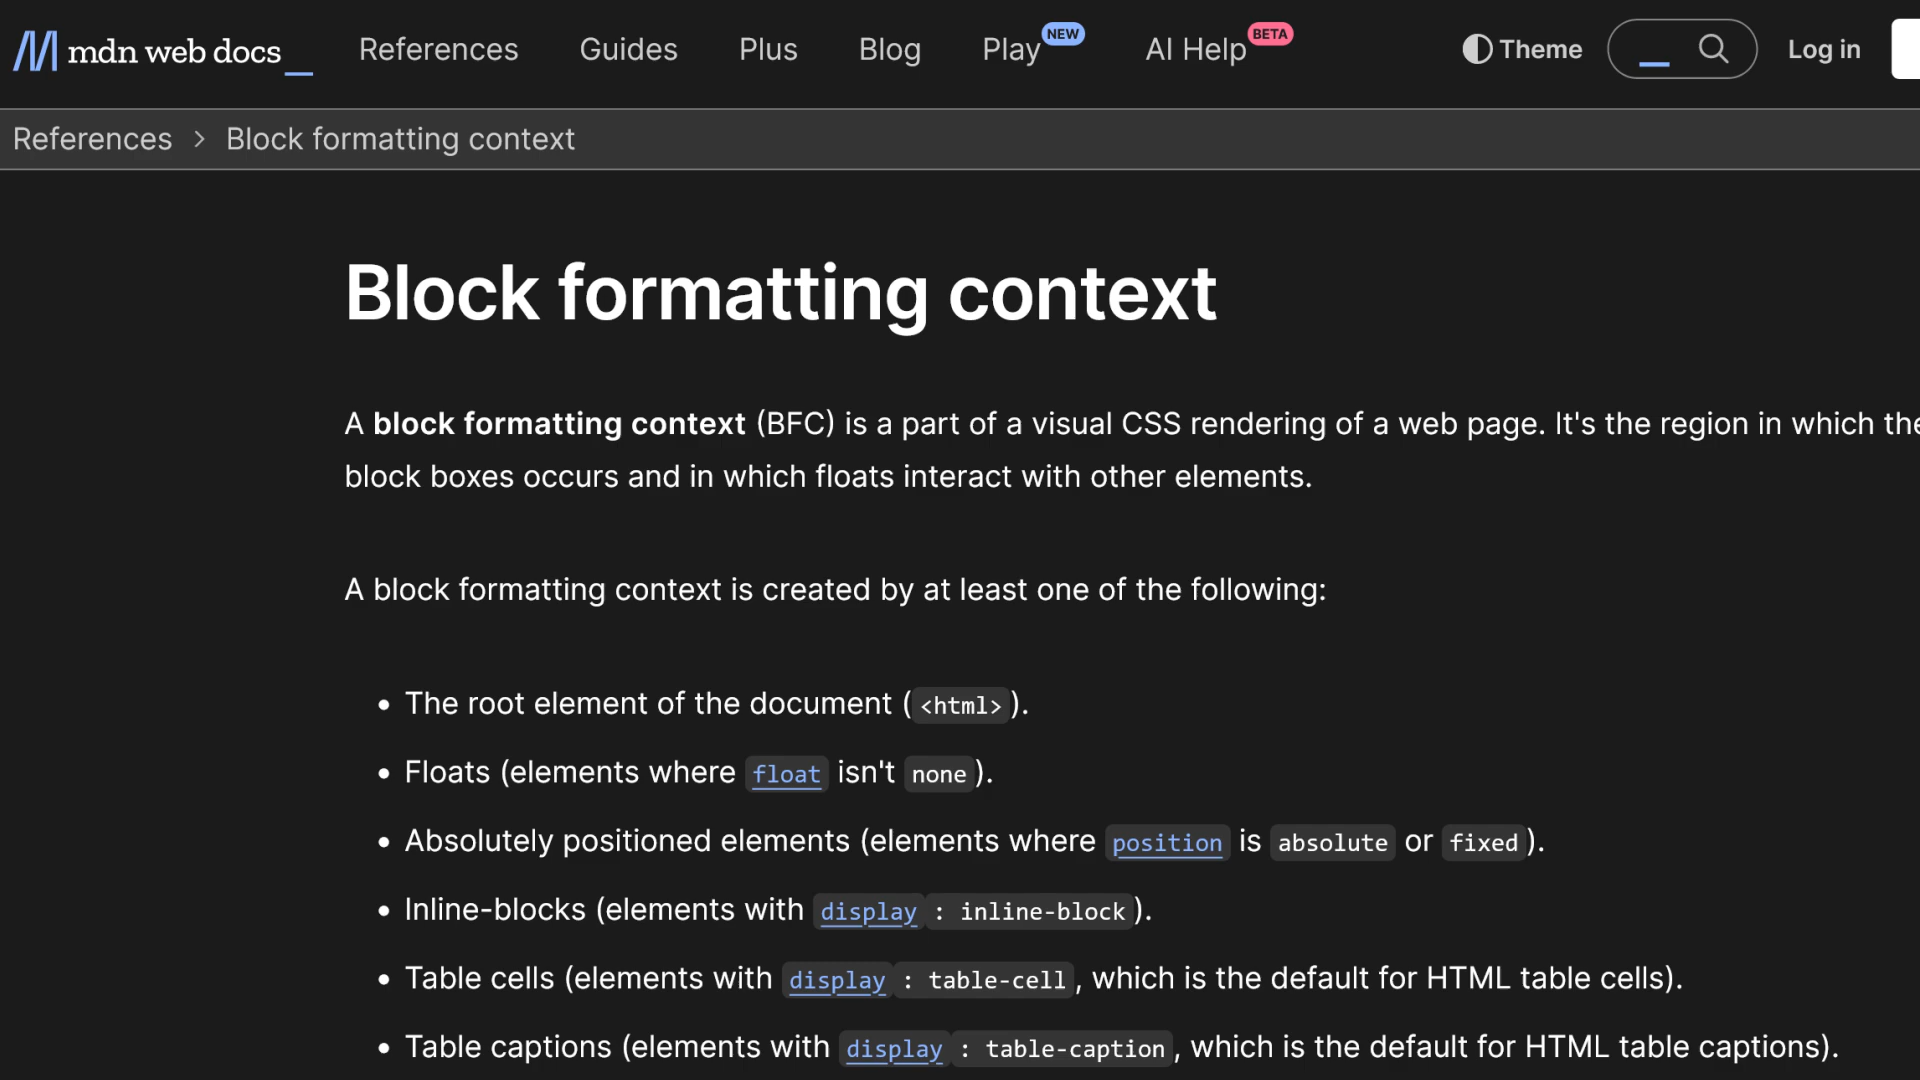 mdn web docs_ References Guides Plus Blog Play NEW AI Help BETA Theme Log in
References > Block formatting context
Block formatting context
A block formatting context (BFC) is a part of a visual CSS rendering of a web page. It's the region in which
block boxes occurs and in which floats interact with other elements.
A block formatting context is created by at least one of the following:
• The root element of the document (<html>).
• Floats (elements where float isn't none).
• Absolutely positioned elements (elements where position is absolute or fixed).
• Inline-blocks (elements with display: inline-block).
• Table cells (elements with display: table-cell, which is the default for HTML table cells).
• Table captions (elements with display: table-caption, which is the default for HTML table captions).